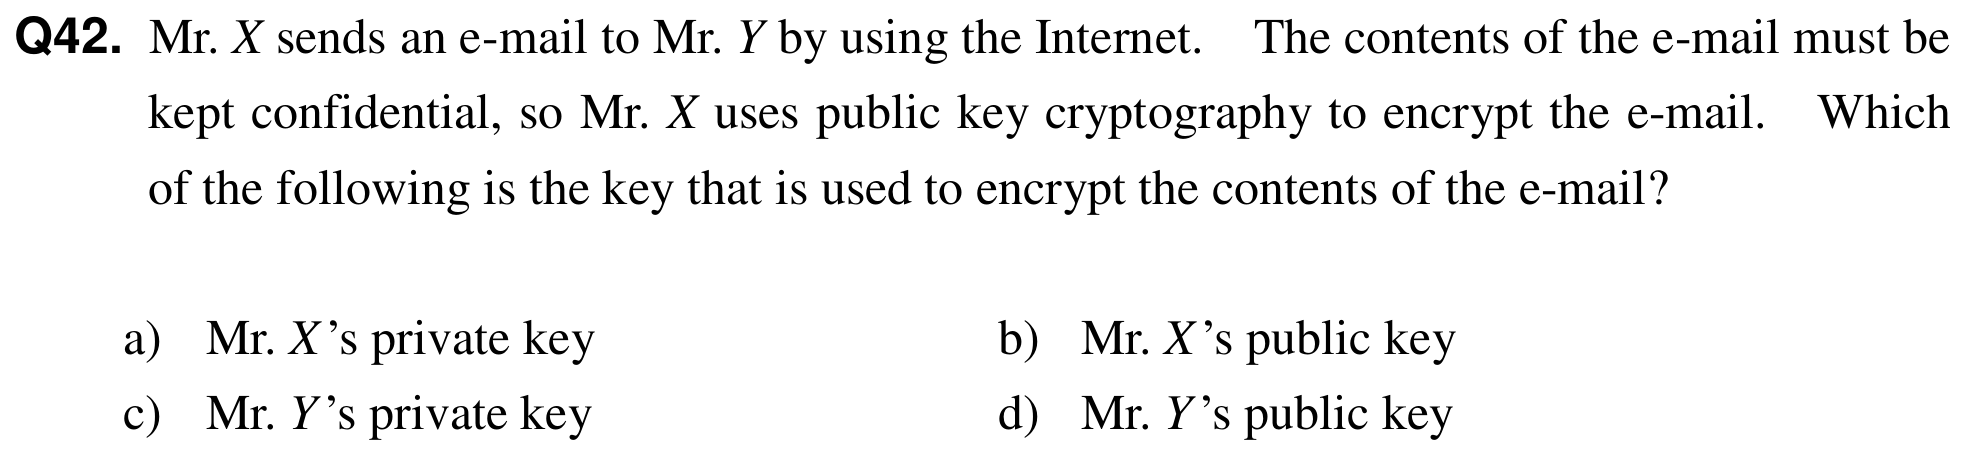 Q42. Mr. X sends an e-mail to Mr. Y by using the Internet. The contents of the e-mail must be
kept confidential, so Mr. X uses public key cryptography to encrypt the e-mail. Which
of the following is the key that is used to encrypt the contents of the e-mail?
a) Mr. X’s private key b) Mr. X’s public key
c) Mr. Y’s private key d) Mr. Y’s public key